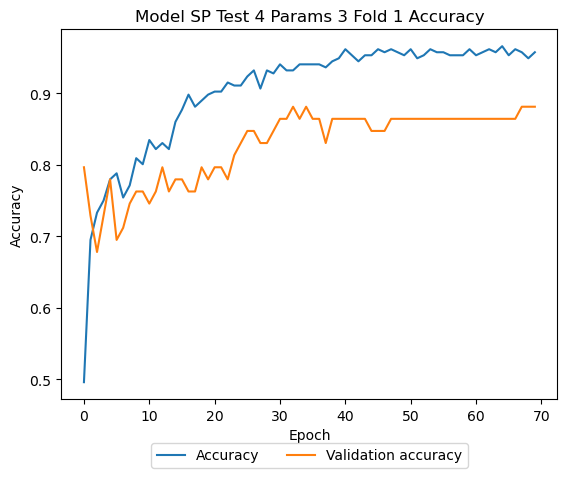 Model SP Test 4 Params 3 Fold 1 Accuracy
Accuracy
0.9
0.8
0.7
0.6
0.5
0 10 20 30 40 50 60 70
Epoch
Accuracy Validation accuracy